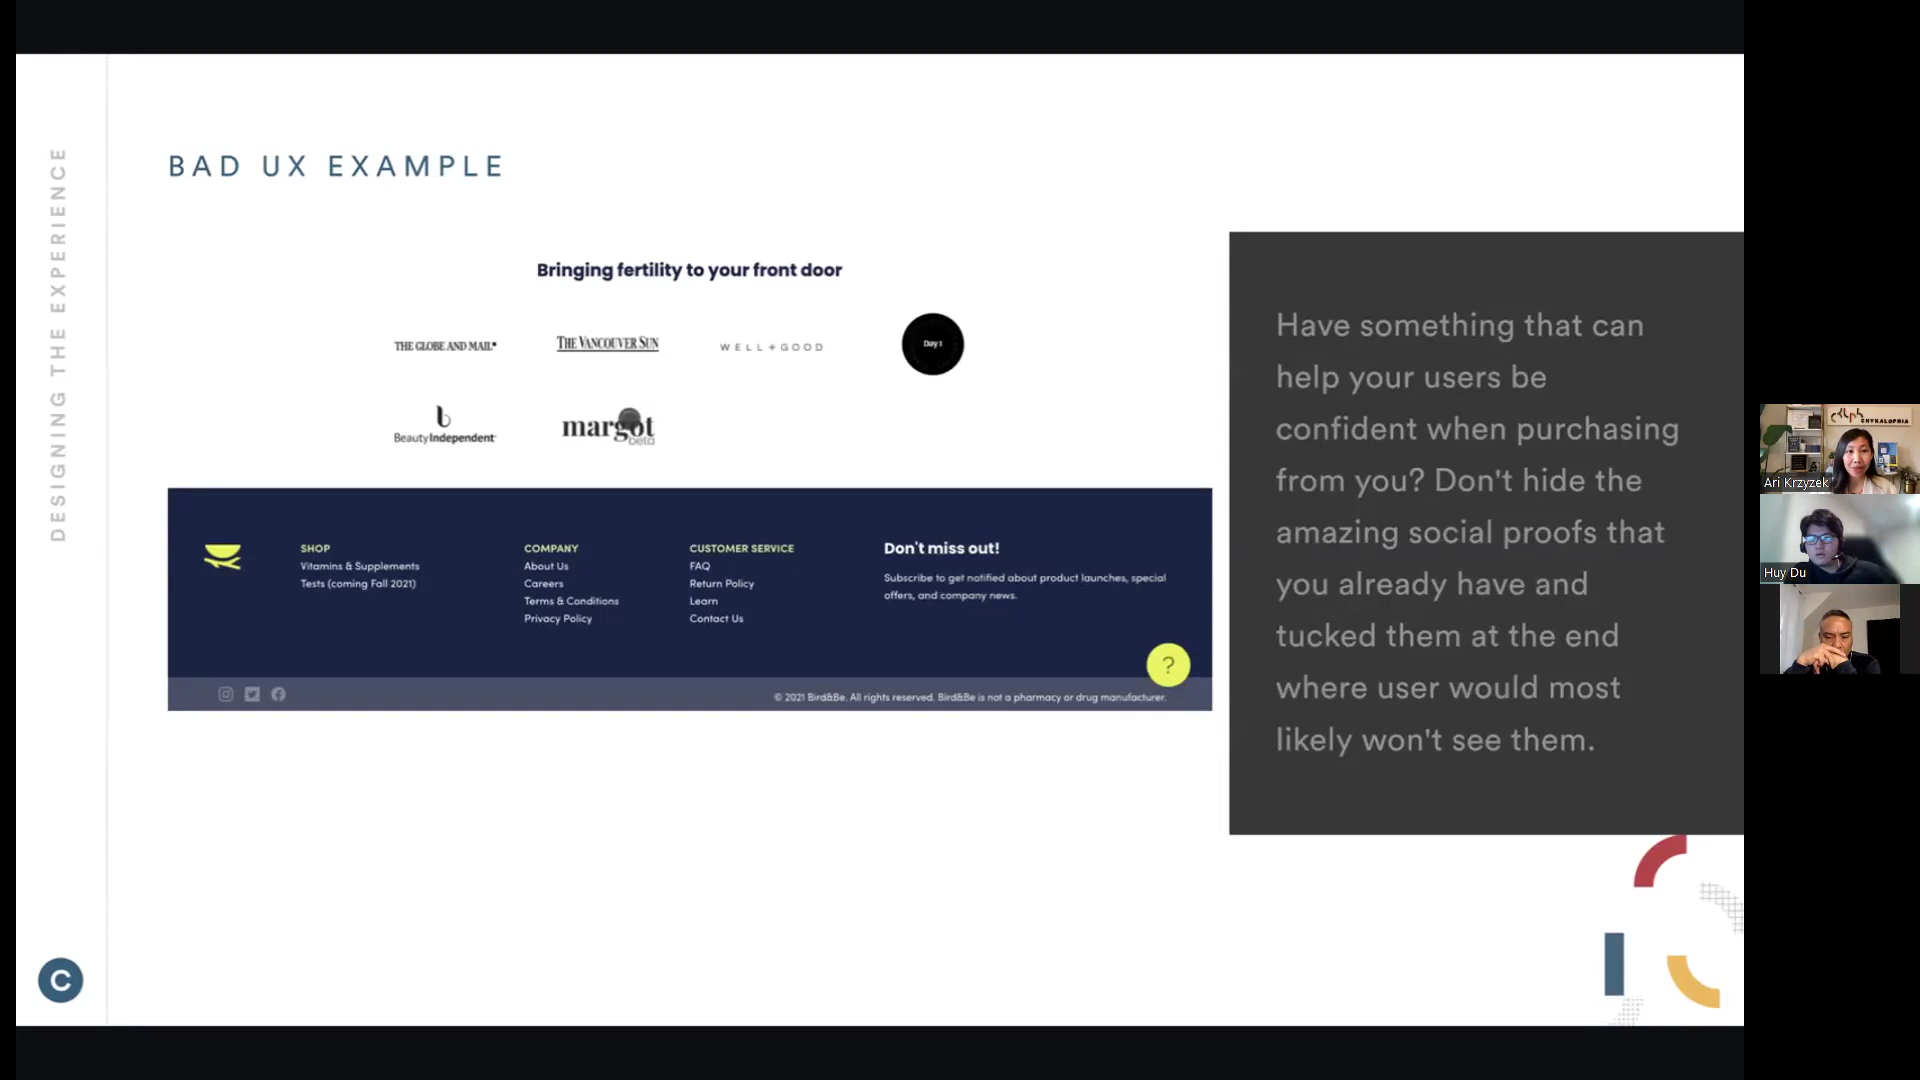 DESIGNING THE EXPERIENCE
BAD UX EXAMPLE
Bringing fertility to your front door
THE GLOBE AND MAIL*
THE VANCOUVER SUN
WELL+GOOD
Day 1
b
BeautyIndependent
margot
beta
SHOP
Vitamins & Supplements
Tests (coming Fall 2021)
COMPANY
About Us
Careers
Terms & Conditions
Privacy Policy
CUSTOMER SERVICE
FAQ
Return Policy
Learn
Contact Us
Don't miss out!
Subscribe to get notified about product launches, special
offers, and company news.
?
© 2021 Bird&Be. All rights reserved. Bird&Be is not a pharmacy or drug manufacturer.
Have something that can
help your users be
confident when purchasing
from you? Don't hide the
amazing social proofs that
you already have and
tucked them at the end
where user would most
likely won't see them.
C
CHYKALOPHIA
Ari Krzyzek
Huy Du